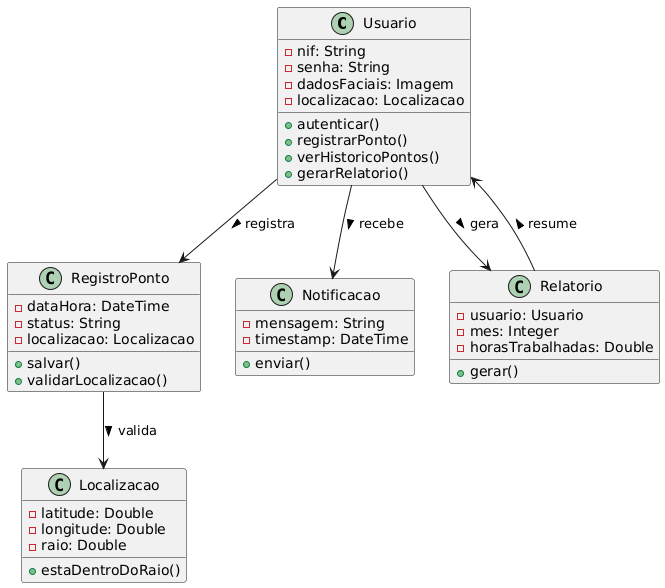 C Usuario
nif: String
senha: String
dadosFaciais: Imagem
localizacao: Localizacao
autenticar()
registrarPonto()
verHistoricoPontos()
gerarRelatorio()
registra
recebe
gera
resume
C RegistroPonto
dataHora: DateTime
status: String
localizacao: Localizacao
salvar()
validarLocalizacao()
C Notificacao
mensagem: String
timestamp: DateTime
enviar()
C Relatorio
usuario: Usuario
mes: Integer
horasTrabalhadas: Double
gerar()
valida
C Localizacao
latitude: Double
longitude: Double
raio: Double
estaDentroDoRaio()